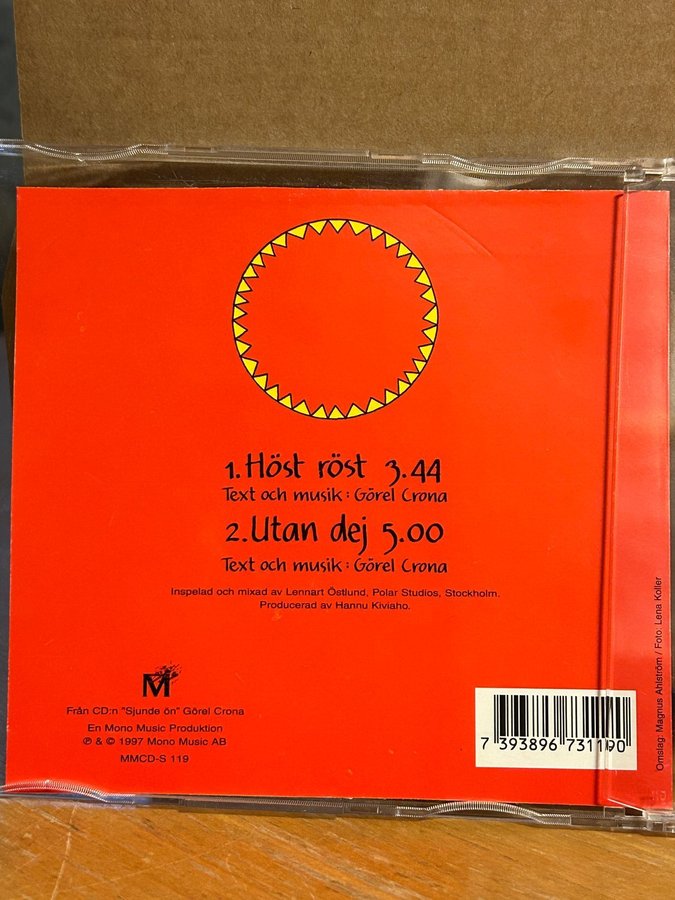 1. Höst röst 3.44
Text och musik: Görel Crona
2. Utan dej 5.00
Text och musik: Görel Crona
Inspelad och mixad av Lennart Östlund, Polar Studios, Stockholm.
Producerad av Hannu Kiviaho.
M
Från CD:n "Sjunde ön" Görel Crona
En Mono Music Produktion
℗ & © 1997 Mono Music AB
MMCD-S 119
7 393896 731190
Omslag: Magnus Ahlström / Foto: Lena Koller